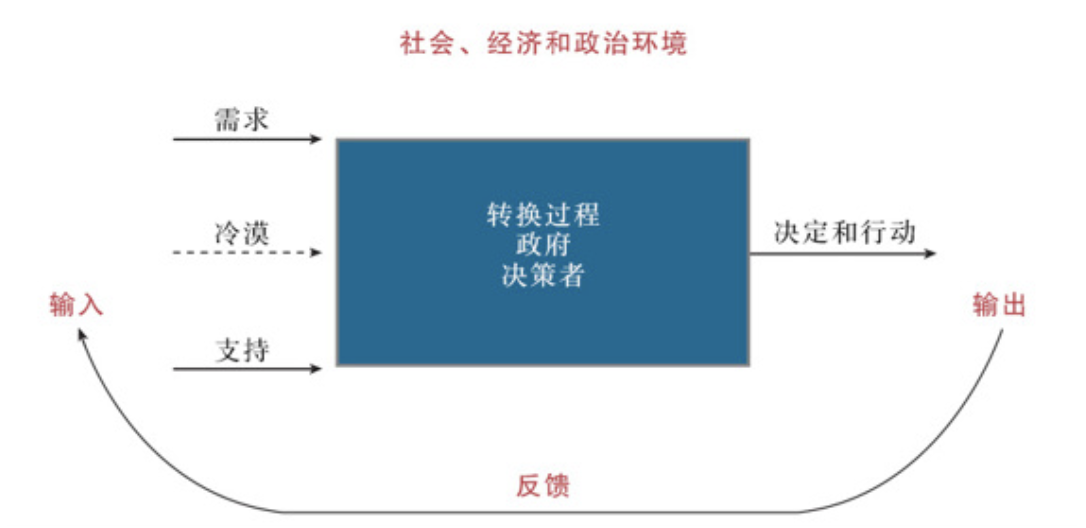 社会、经济和政治环境
需求
冷漠
支持
输入
转换过程
政府
决策者
决定和行动
输出
反馈